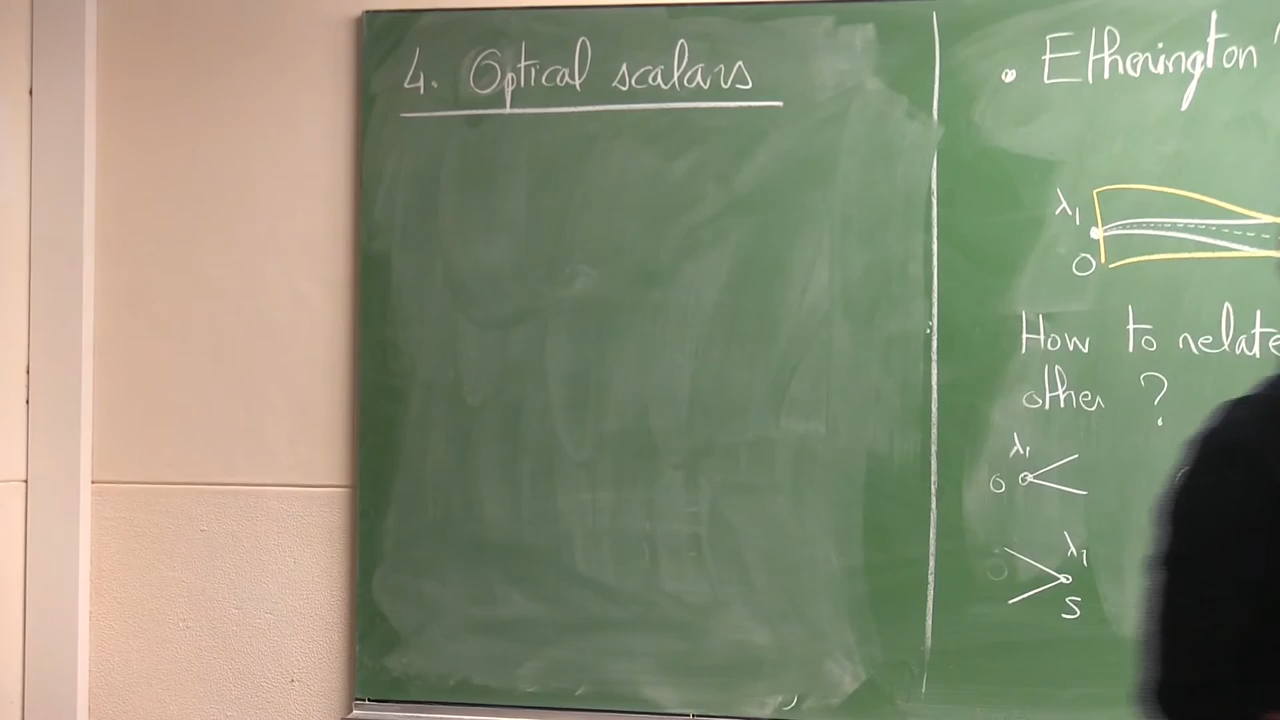 4. Optical scalars
• Etherington'
λ₁
O
How to relate
other ?
λ₁
O
λ₁
S